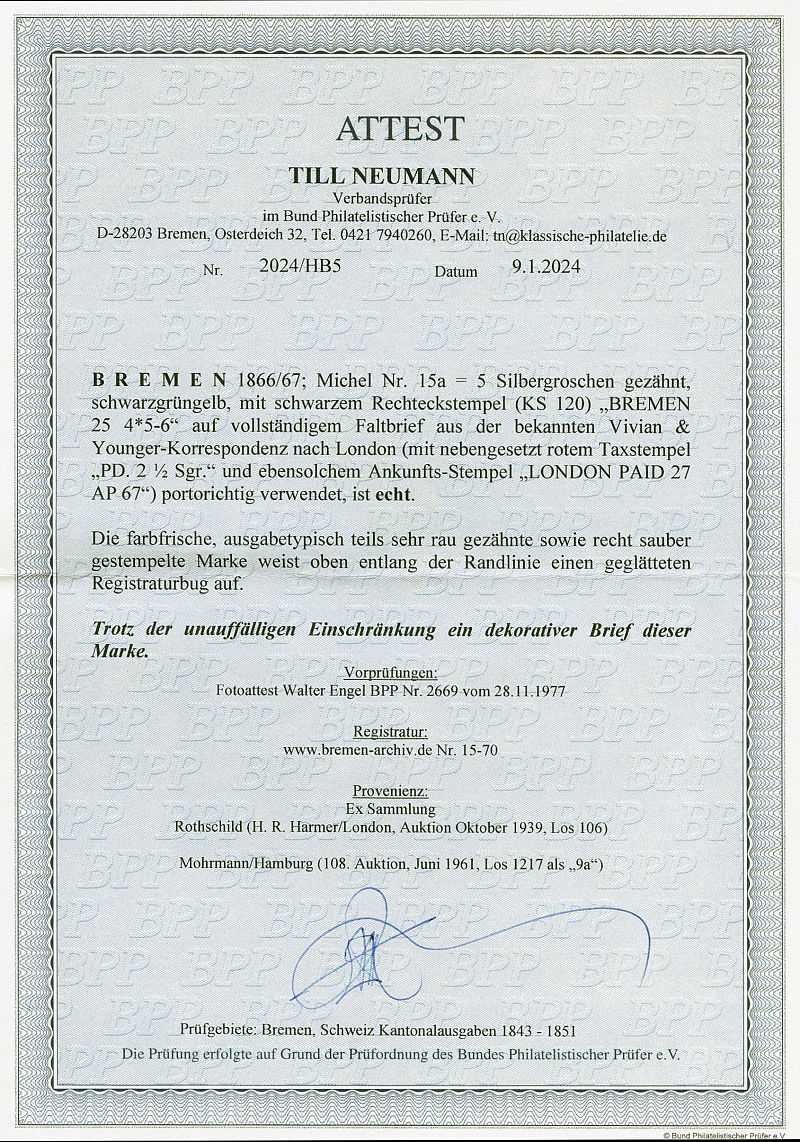 ATTEST
TILL NEUMANN
Verbandsprüfer
im Bund Philatelistischer Prüfer e. V.
D-28203 Bremen, Osterdeich 32, Tel. 0421 7940260, E-Mail: tn@klassische-philatelie.de
Nr. 2024/HB5 Datum 9.1.2024
B R E M E N 1866/67; Michel Nr. 15a = 5 Silbergroschen gezähnt,
schwarzgrüngelb, mit schwarzem Rechteckstempel (KS 120) „BREMEN
25 4*5-6“ auf vollständigem Faltbrief aus der bekannten Vivian &
Younger-Korrespondenz nach London (mit nebengesetzt rotem Taxstempel
„PD. 2 ½ Sgr.“ und ebensolchem Ankunfts-Stempel „LONDON PAID 27
AP 67“) portorichtig verwendet, ist echt.
Die farbfrische, ausgabetypisch teils sehr rau gezähnte sowie recht sauber
gestempelte Marke weist oben entlang der Randlinie einen geglätteten
Registraturbug auf.
Trotz der unauffälligen Einschränkung ein dekorativer Brief dieser
Marke.
Vorprüfungen:
Fotoattest Walter Engel BPP Nr. 2669 vom 28.11.1977
Registratur:
www.bremen-archiv.de Nr. 15-70
Provenienz:
Ex Sammlung
Rothschild (H. R. Harmer/London, Auktion Oktober 1939, Los 106)
Mohrmann/Hamburg (108. Auktion, Juni 1961, Los 1217 als „9a“)
Prüfgebiete: Bremen, Schweiz Kantonalausgaben 1843 - 1851
Die Prüfung erfolgte auf Grund der Prüfordnung des Bundes Philatelistischer Prüfer e.V.
© Bund Philatelistischer Prüfer e.V.